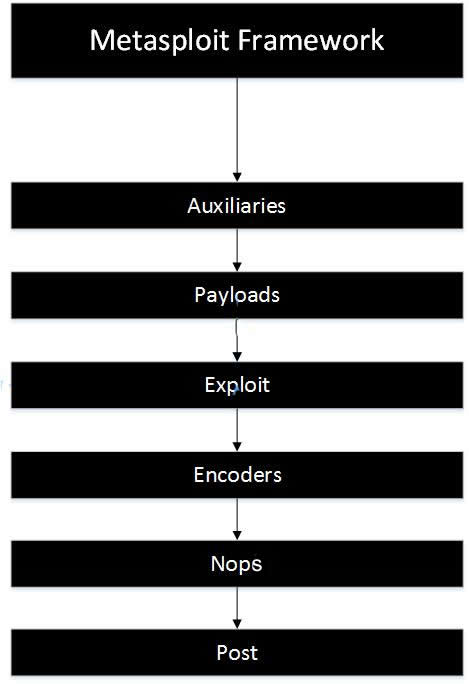 Metasploit Framework
Auxiliaries
Payloads
Exploit
Encoders
Nops
Post